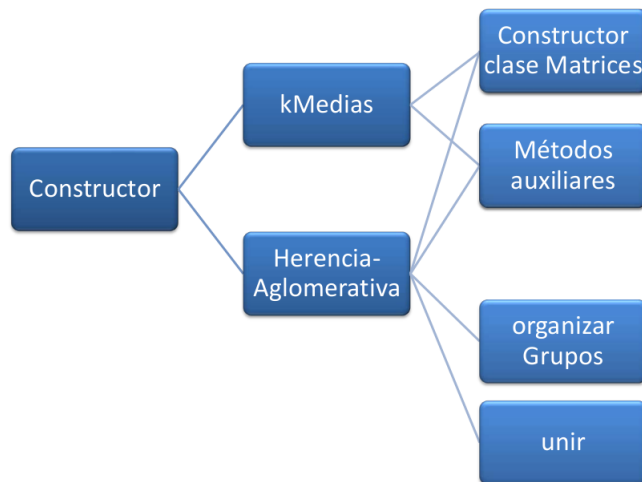 Constructor
kMedias
Herencia-
Aglomerativa
Constructor
clase Matrices
Métodos
auxiliares
organizar
Grupos
unir